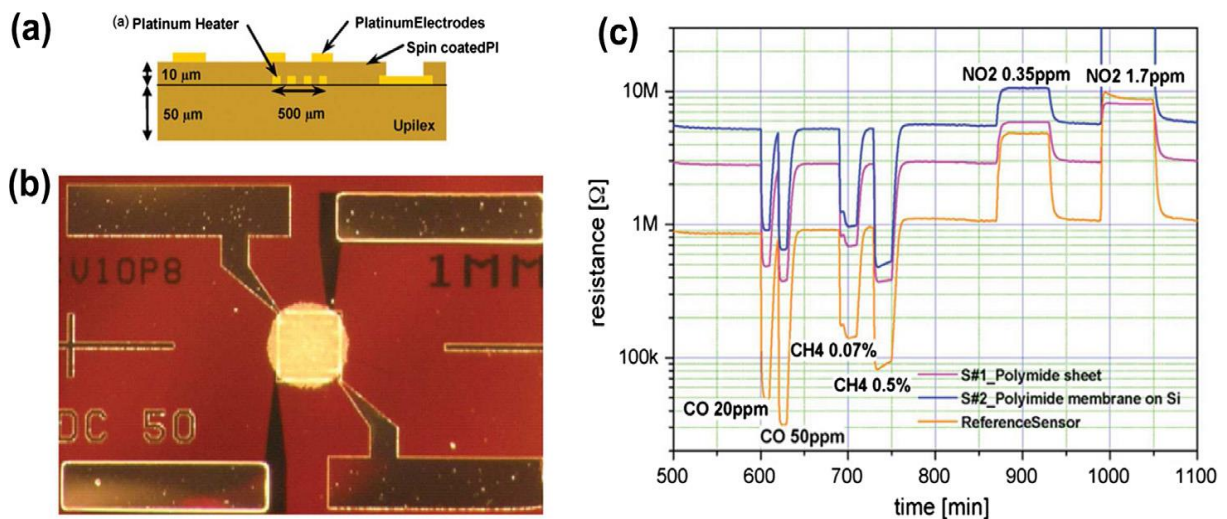 (a)
(a) Platinum Heater
PlatinumElectrodes
Spin coatedPI
10 μm
50 μm
500 μm
Upilex
(b)
EV10P8
1MM
DC 50
(c)
resistance [Ω]
10M
1M
100k
NO2 0.35ppm
NO2 1.7ppm
CH4 0.07%
CH4 0.5%
CO 20ppm
CO 50ppm
S#1_Polymide sheet
S#2_Polyimide membrane on Si
ReferenceSensor
500 600 700 800 900 1000 1100
time [min]